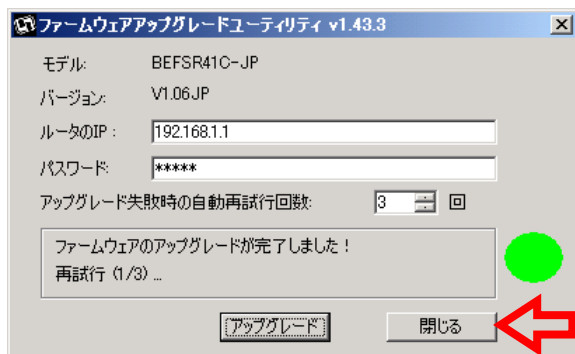 ファームウェアアップグレードユーティリティ v1.43.3
モデル: BEFSR41C-JP
バージョン: V1.06JP
ルータのIP : 192.168.1.1
パスワード: *****
アップグレード失敗時の自動再試行回数: 3 回
ファームウェアのアップグレードが完了しました!
再試行 (1/3) ...
アップグレード 閉じる